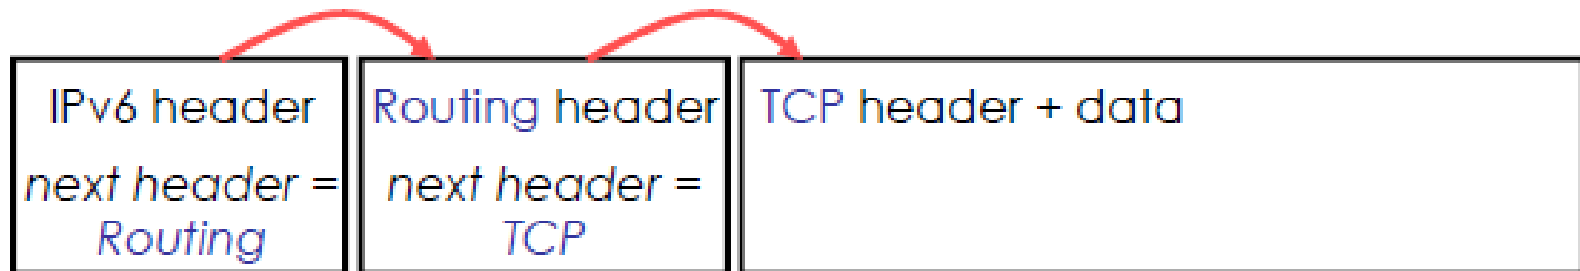 IPv6 header
next header =
Routing
Routing header
next header =
TCP
TCP header + data